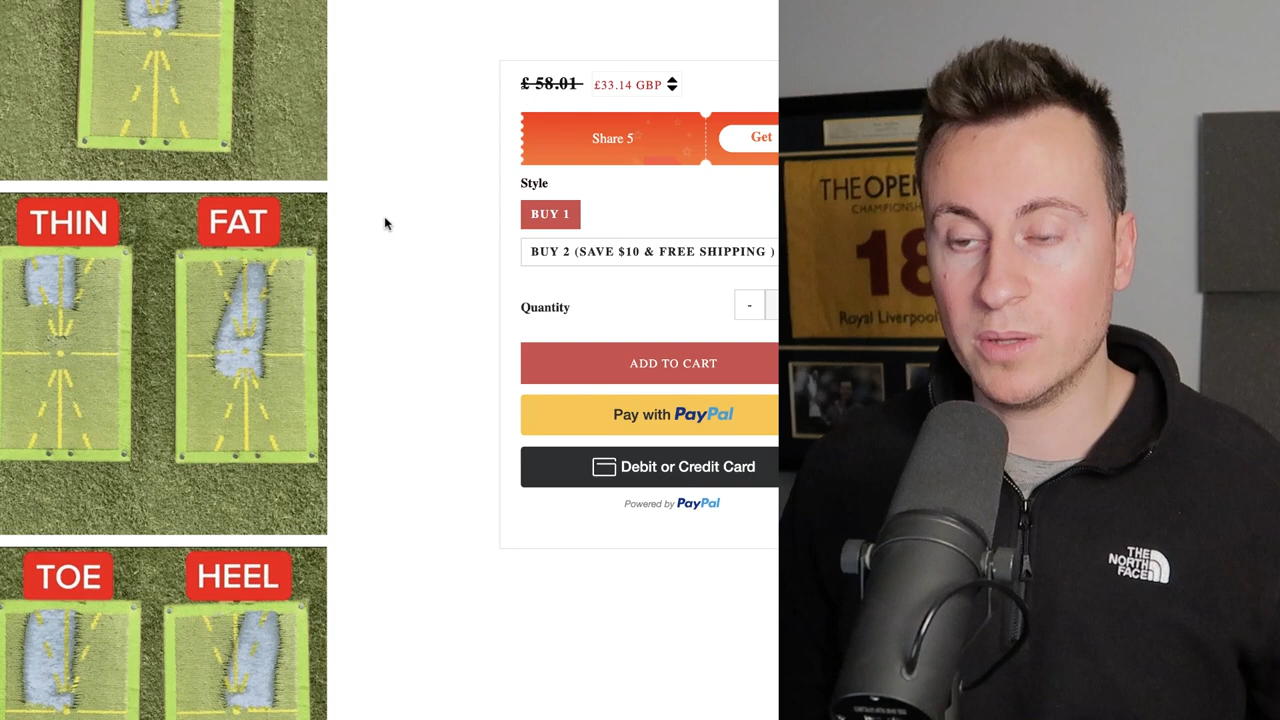 £ 58.01
£33.14 GBP
Share 5
Get
Style
BUY 1
BUY 2 (SAVE $10 & FREE SHIPPING )
Quantity
-
ADD TO CART
Pay with PayPal
Debit or Credit Card
Powered by PayPal
THIN
FAT
TOE
HEEL
THE OPEN
CHAMPIONSH
18
Royal Liverpool
THE
NORTH
FACE